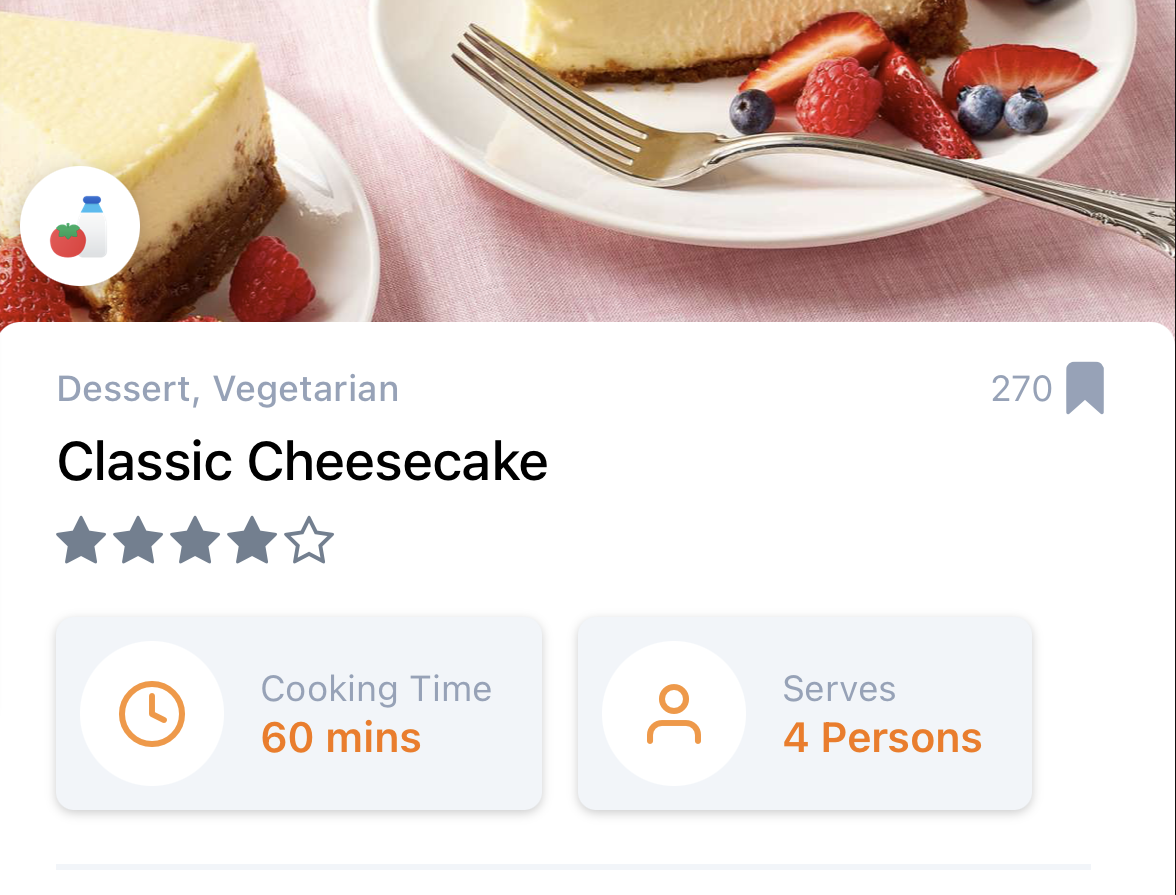 Dessert, Vegetarian
270
Classic Cheesecake
Cooking Time
60 mins
Serves
4 Persons